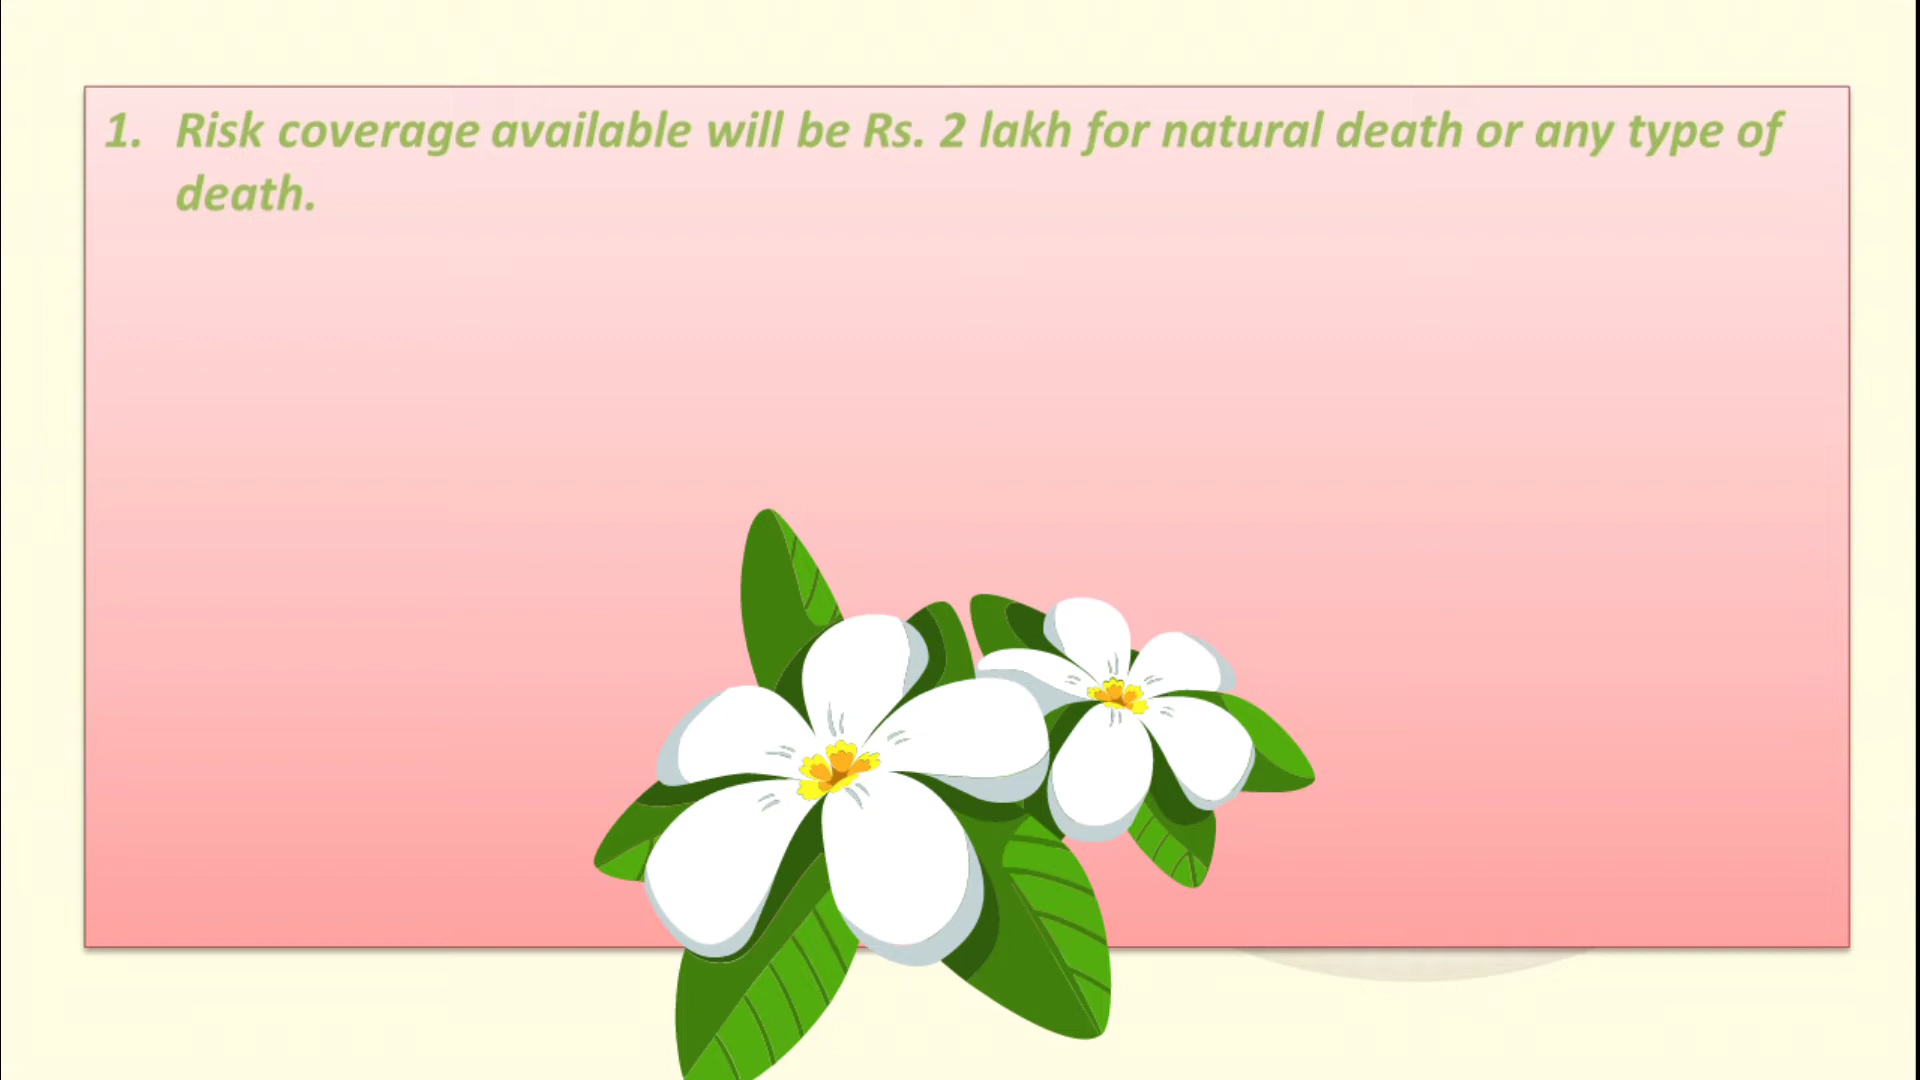 1. Risk coverage available will be Rs. 2 lakh for natural death or any type of
death.